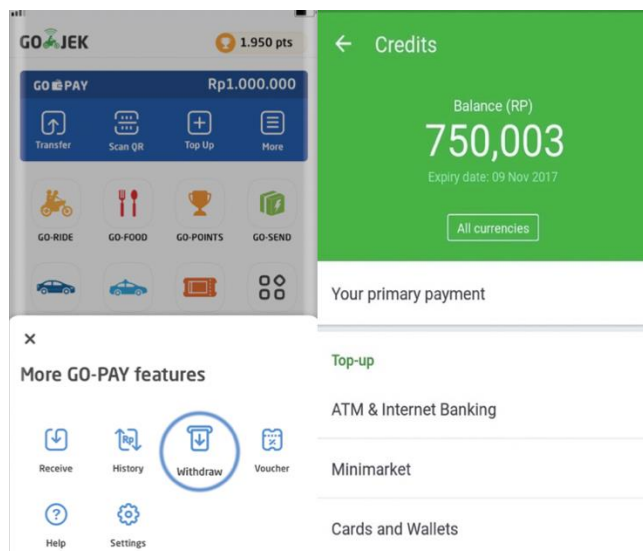 GO JEK
1.950 pts
GO PAY
Rp1.000.000
Transfer
Scan QR
Top Up
More
GO-RIDE
GO-FOOD
GO-POINTS
GO-SEND
×
More GO-PAY features
Receive
Rp
History
Withdraw
Voucher
Help
Settings
Credits
Balance (RP)
750,003
Expiry date: 09 Nov 2017
All currencies
Your primary payment
Top-up
ATM & Internet Banking
Minimarket
Cards and Wallets